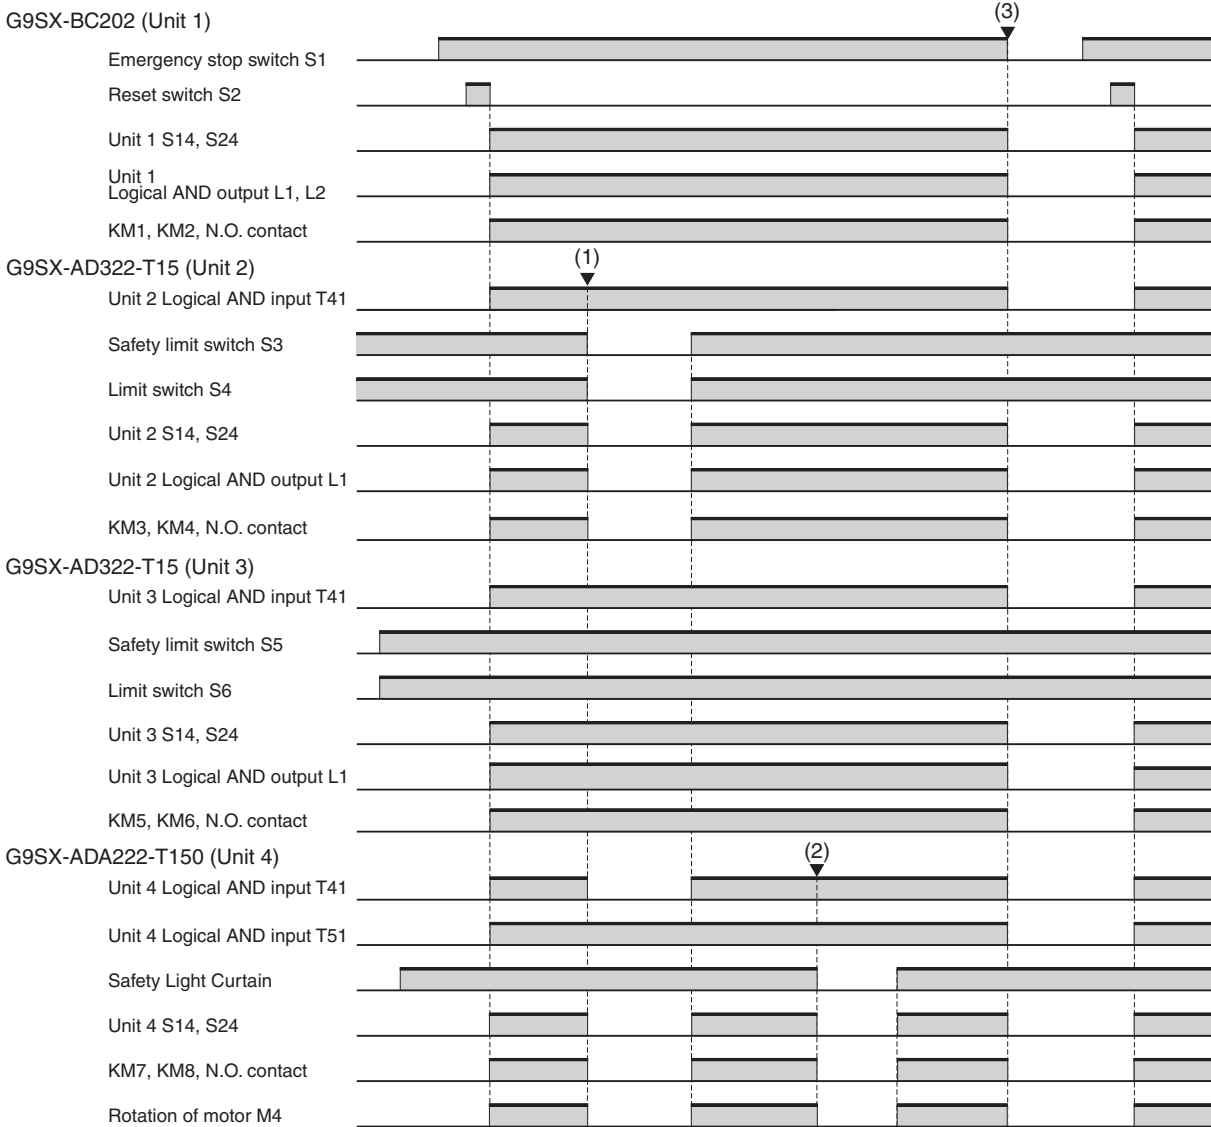 G9SX-BC202 (Unit 1)
(3)
Emergency stop switch S1
Reset switch S2
Unit 1 S14, S24
Unit 1
Logical AND output L1, L2
KM1, KM2, N.O. contact
G9SX-AD322-T15 (Unit 2)
(1)
Unit 2 Logical AND input T41
Safety limit switch S3
Limit switch S4
Unit 2 S14, S24
Unit 2 Logical AND output L1
KM3, KM4, N.O. contact
G9SX-AD322-T15 (Unit 3)
Unit 3 Logical AND input T41
Safety limit switch S5
Limit switch S6
Unit 3 S14, S24
Unit 3 Logical AND output L1
KM5, KM6, N.O. contact
G9SX-ADA222-T150 (Unit 4)
(2)
Unit 4 Logical AND input T41
Unit 4 Logical AND input T51
Safety Light Curtain
Unit 4 S14, S24
KM7, KM8, N.O. contact
Rotation of motor M4